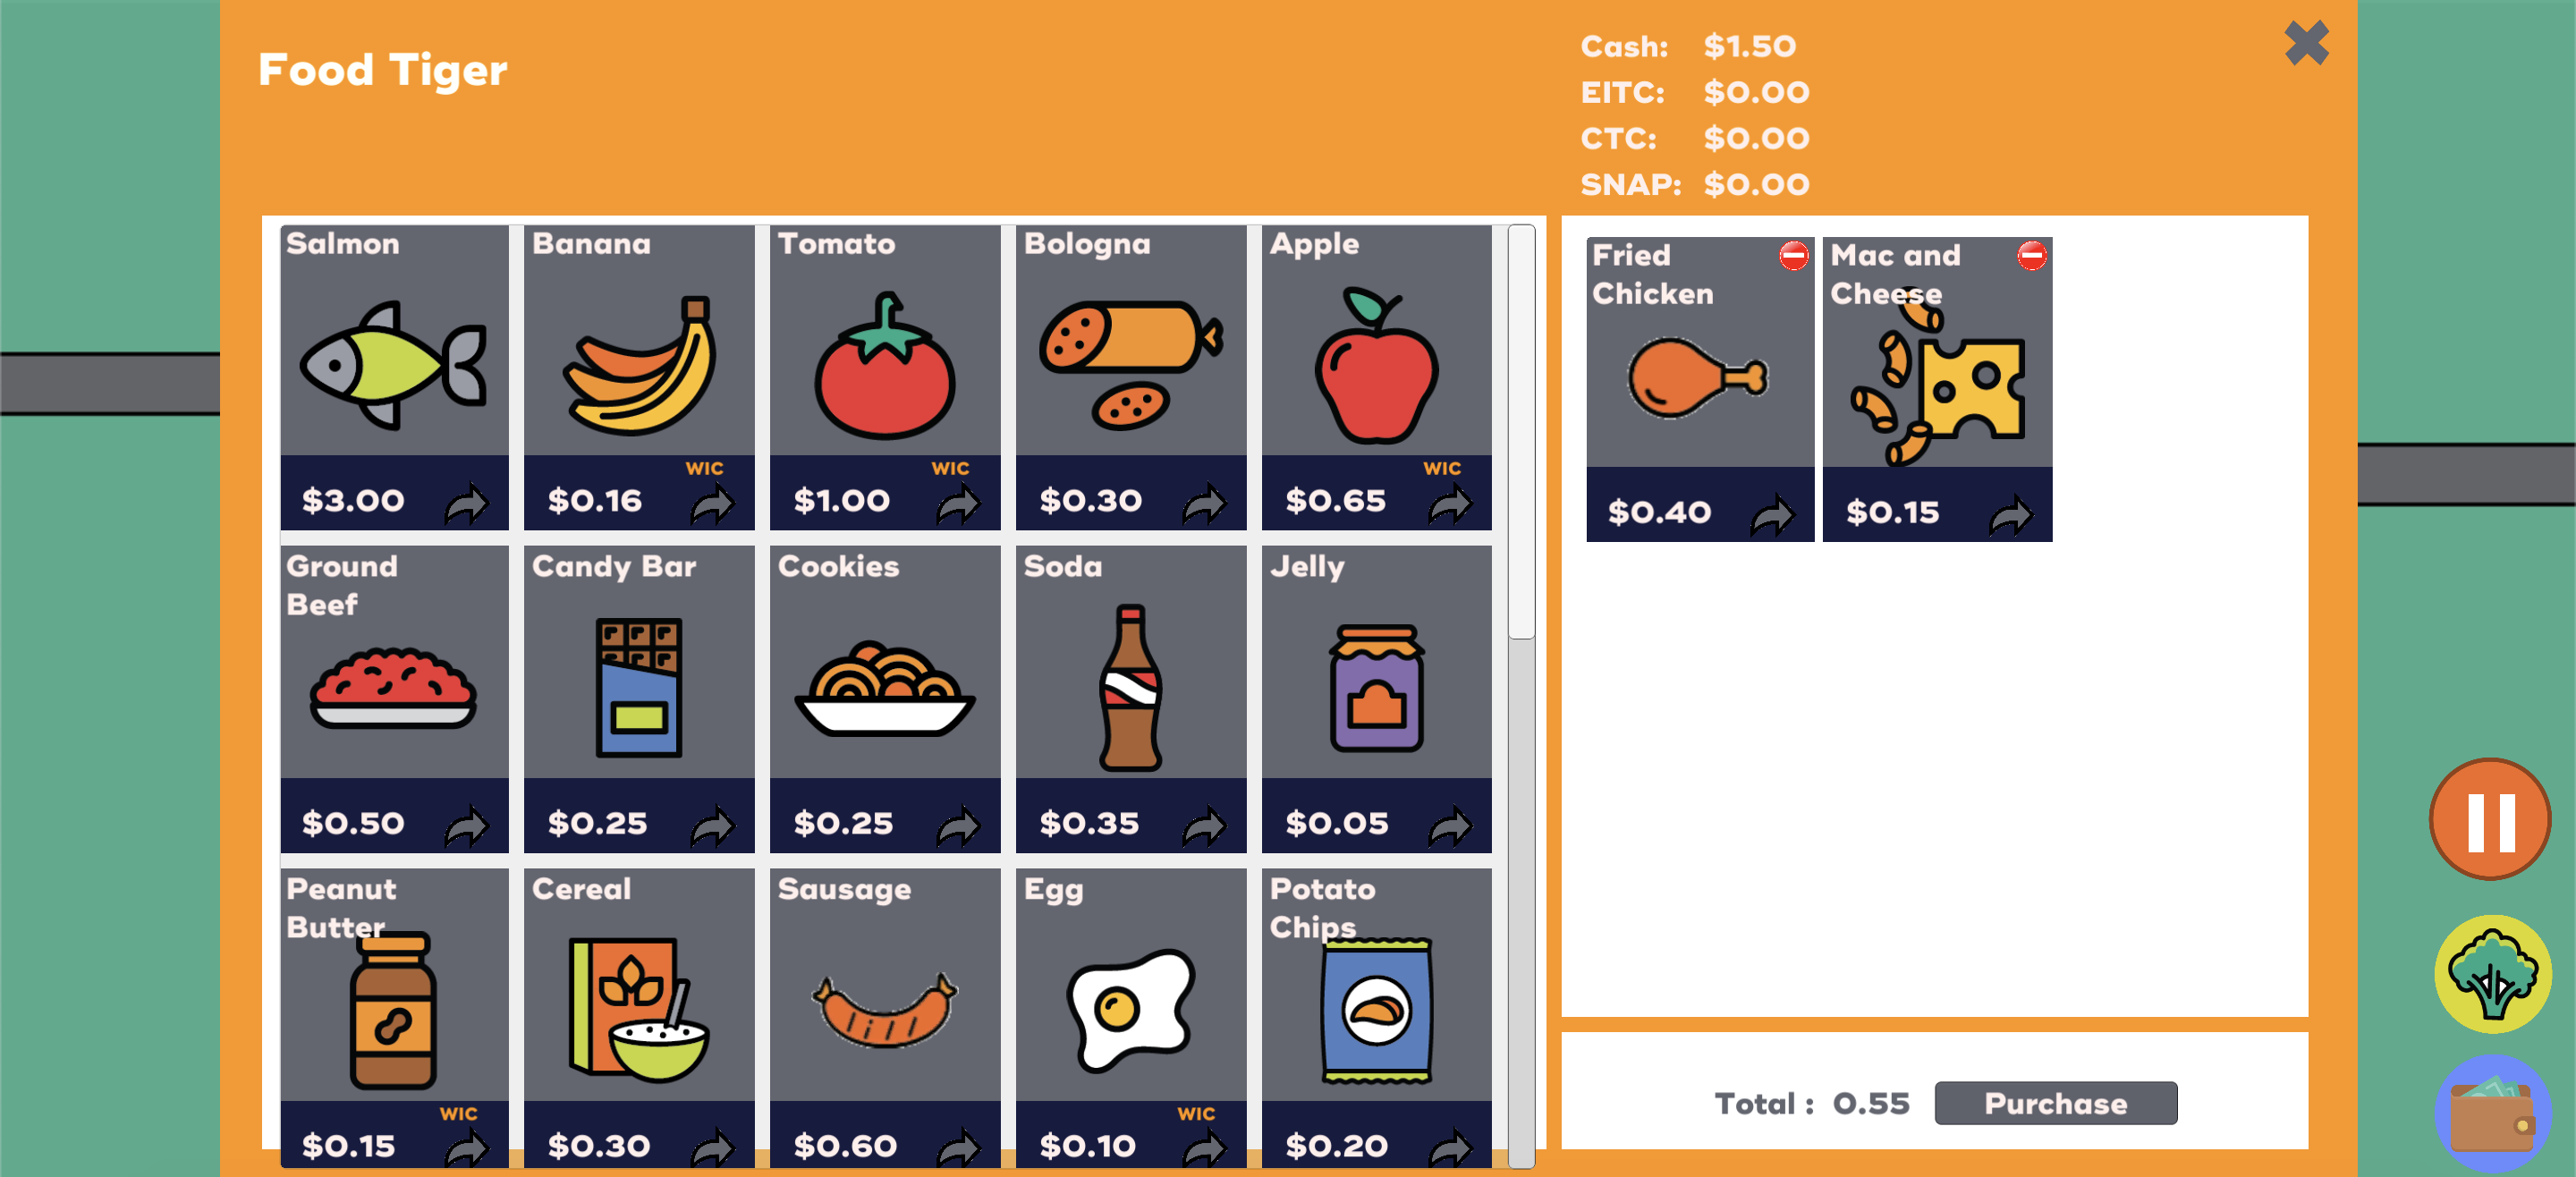 Food Tiger
Cash: $1.50
EITC: $0.00
CTC: $0.00
SNAP: $0.00
Salmon
$3.00
Banana
WIC
$0.16
Tomato
WIC
$1.00
Bologna
$0.30
Apple
WIC
$0.65
Ground
Beef
$0.50
Candy Bar
$0.25
Cookies
$0.25
Soda
$0.35
Jelly
$0.05
Peanut
Butter
WIC
$0.15
Cereal
$0.30
Sausage
$0.60
Egg
WIC
$0.10
Potato
Chips
$0.20
Fried
Chicken
$0.40
Mac and
Cheese
$0.15
Total : 0.55
Purchase